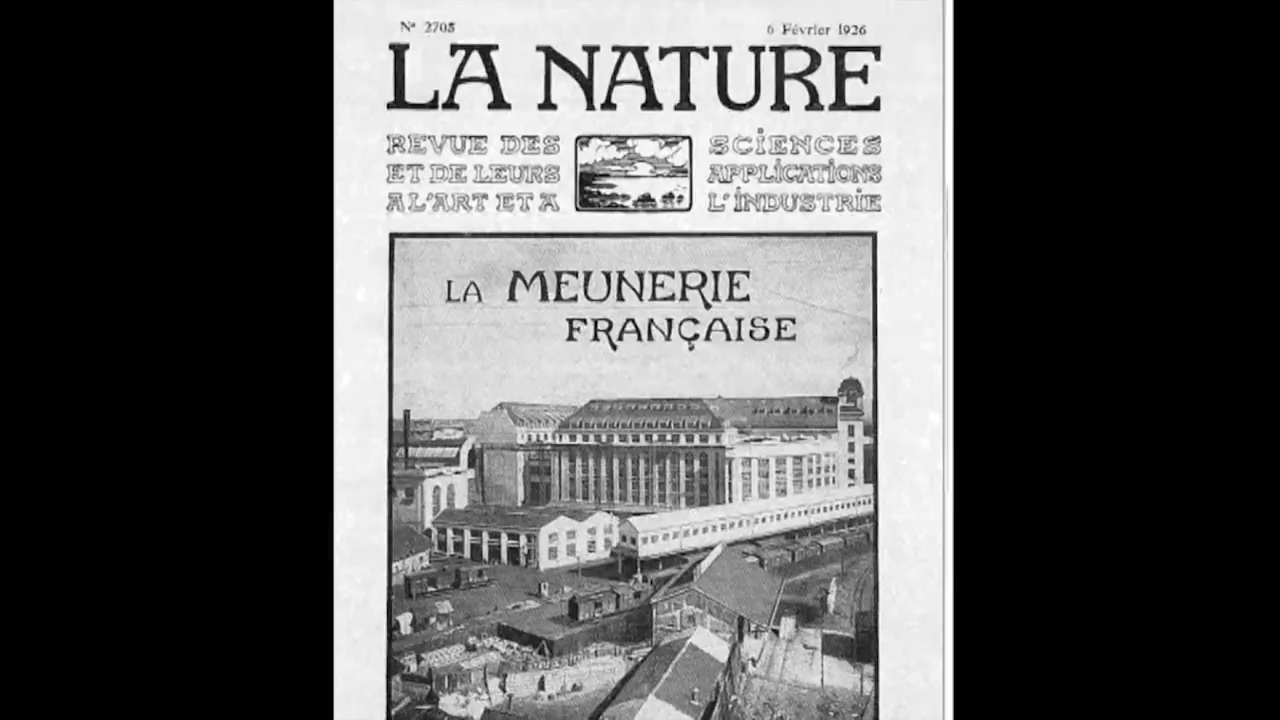 Nº 2705 6 Février 1926
LA NATURE
REVUE DES SCIENCES
ET DE LEURS APPLICATIONS
A L'ART ET A L'INDUSTRIE
LA MEUNERIE
FRANÇAISE